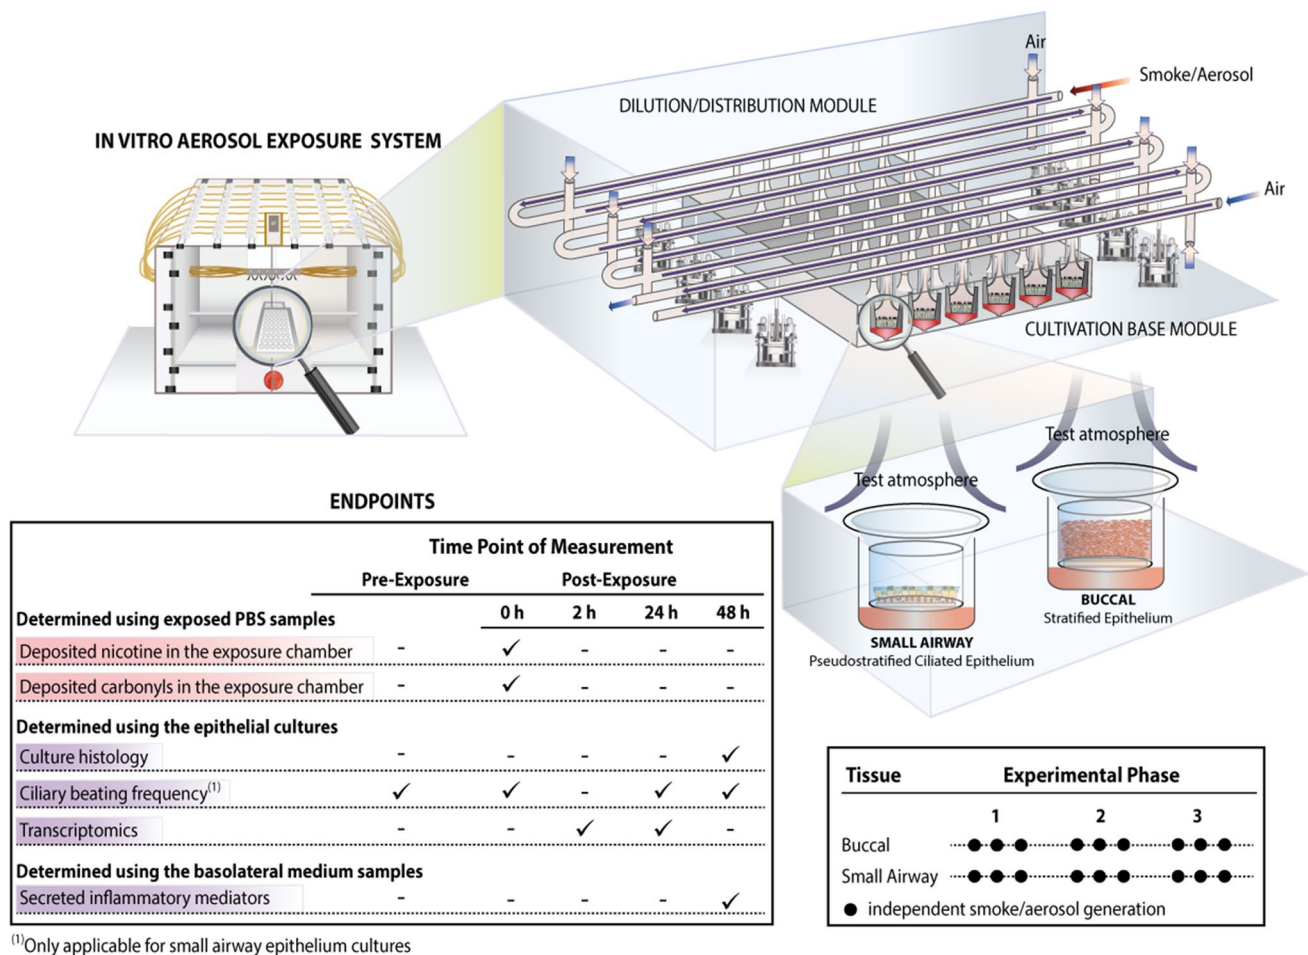 Air
Smoke/Aerosol
DILUTION/DISTRIBUTION MODULE
IN VITRO AEROSOL EXPOSURE SYSTEM
Air
CULTIVATION BASE MODULE
Test atmosphere
Test atmosphere
BUCCAL
Stratified Epithelium
SMALL AIRWAY
Pseudostratified Ciliated Epithelium
ENDPOINTS
Time Point of Measurement
Pre-Exposure Post-Exposure
Determined using exposed PBS samples 0 h 2 h 24 h 48 h
Deposited nicotine in the exposure chamber - ✓ - - -
Deposited carbonyls in the exposure chamber - ✓ - - -
Determined using the epithelial cultures
Culture histology - - - - ✓
Ciliary beating frequency(1) ✓ ✓ - ✓ ✓
Transcriptomics - - ✓ ✓ -
Determined using the basolateral medium samples
Secreted inflammatory mediators - - - - ✓
(1)Only applicable for small airway epithelium cultures
Tissue Experimental Phase
1 2 3
Buccal
Small Airway
● independent smoke/aerosol generation